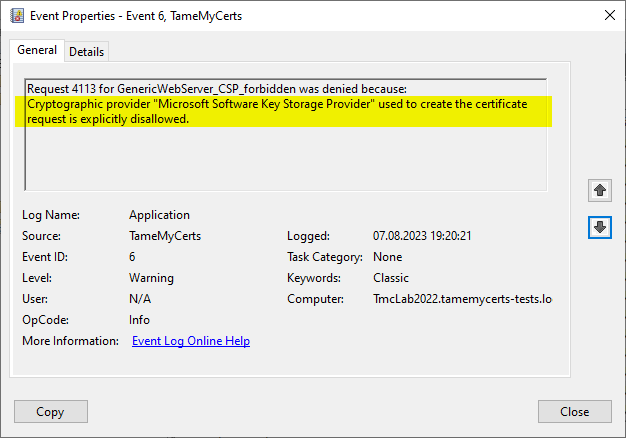 Event Properties - Event 6, TameMyCerts
General
Details
Request 4113 for GenericWebServer_CSP_forbidden was denied because:
Cryptographic provider "Microsoft Software Key Storage Provider" used to create the certificate
request is explicitly disallowed.
Log Name: Application
Source: TameMyCerts Logged: 07.08.2023 19:20:21
Event ID: 6 Task Category: None
Level: Warning Keywords: Classic
User: N/A Computer: TmcLab2022.tamemycerts-tests.lo
OpCode: Info
More Information: Event Log Online Help
Copy
Close